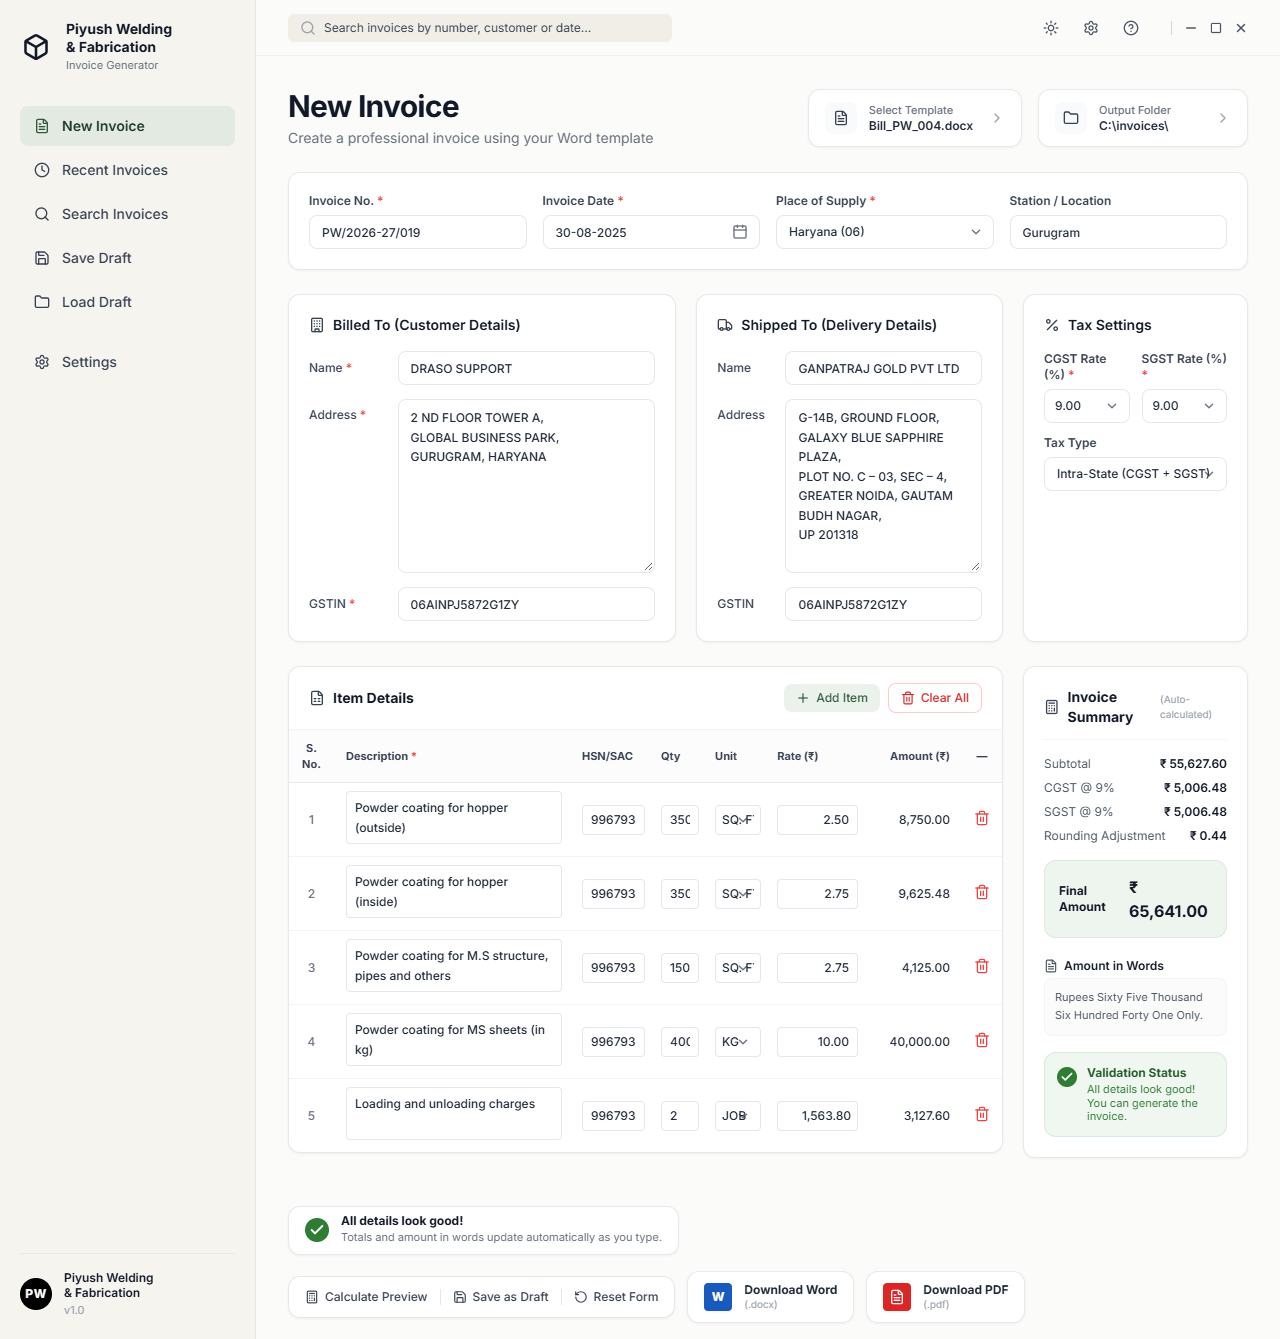 Piyush Welding
& Fabrication
Invoice Generator
New Invoice
Recent Invoices
Search Invoices
Save Draft
Load Draft
Settings
PW
Piyush Welding
& Fabrication
v1.0
Search invoices by number, customer or date...
New Invoice
Create a professional invoice using your Word template
Select Template
Bill_PW_004.docx
Output Folder
C:\invoices\
Invoice No. *
PW/2026-27/019
Invoice Date *
30-08-2025
Place of Supply *
Haryana (06)
Station / Location
Gurugram
Billed To (Customer Details)
Name *
DRASO SUPPORT
Address *
2 ND FLOOR TOWER A,
GLOBAL BUSINESS PARK,
GURUGRAM, HARYANA
GSTIN *
06AINPJ5872G1ZY
Shipped To (Delivery Details)
Name
GANPATRAJ GOLD PVT LTD
Address
G-14B, GROUND FLOOR,
GALAXY BLUE SAPPHIRE
PLAZA,
PLOT NO. C – 03, SEC – 4,
GREATER NOIDA, GAUTAM
BUDH NAGAR,
UP 201318
GSTIN
06AINPJ5872G1ZY
Tax Settings
CGST Rate
(%) *
9.00
SGST Rate (%)
*
9.00
Tax Type
Intra-State (CGST + SGST)
Item Details
Add Item
Clear All
S. No. Description * HSN/SAC Qty Unit Rate (₹) Amount (₹) —
1 Powder coating for hopper (outside) 996793 350 SQ. F 2.50 8,750.00
2 Powder coating for hopper (inside) 996793 350 SQ. F 2.75 9,625.48
3 Powder coating for M.S structure, pipes and others 996793 150 SQ. F 2.75 4,125.00
4 Powder coating for MS sheets (in kg) 996793 400 KG 10.00 40,000.00
5 Loading and unloading charges 996793 2 JOB 1,563.80 3,127.60
Invoice
Summary
(Auto-
calculated)
Subtotal ₹ 55,627.60
CGST @ 9% ₹ 5,006.48
SGST @ 9% ₹ 5,006.48
Rounding Adjustment ₹ 0.44
Final
Amount
₹
65,641.00
Amount in Words
Rupees Sixty Five Thousand
Six Hundred Forty One Only.
Validation Status
All details look good!
You can generate the
invoice.
All details look good!
Totals and amount in words update automatically as you type.
Calculate Preview
Save as Draft
Reset Form
W
Download Word
(.docx)
Download PDF
(.pdf)